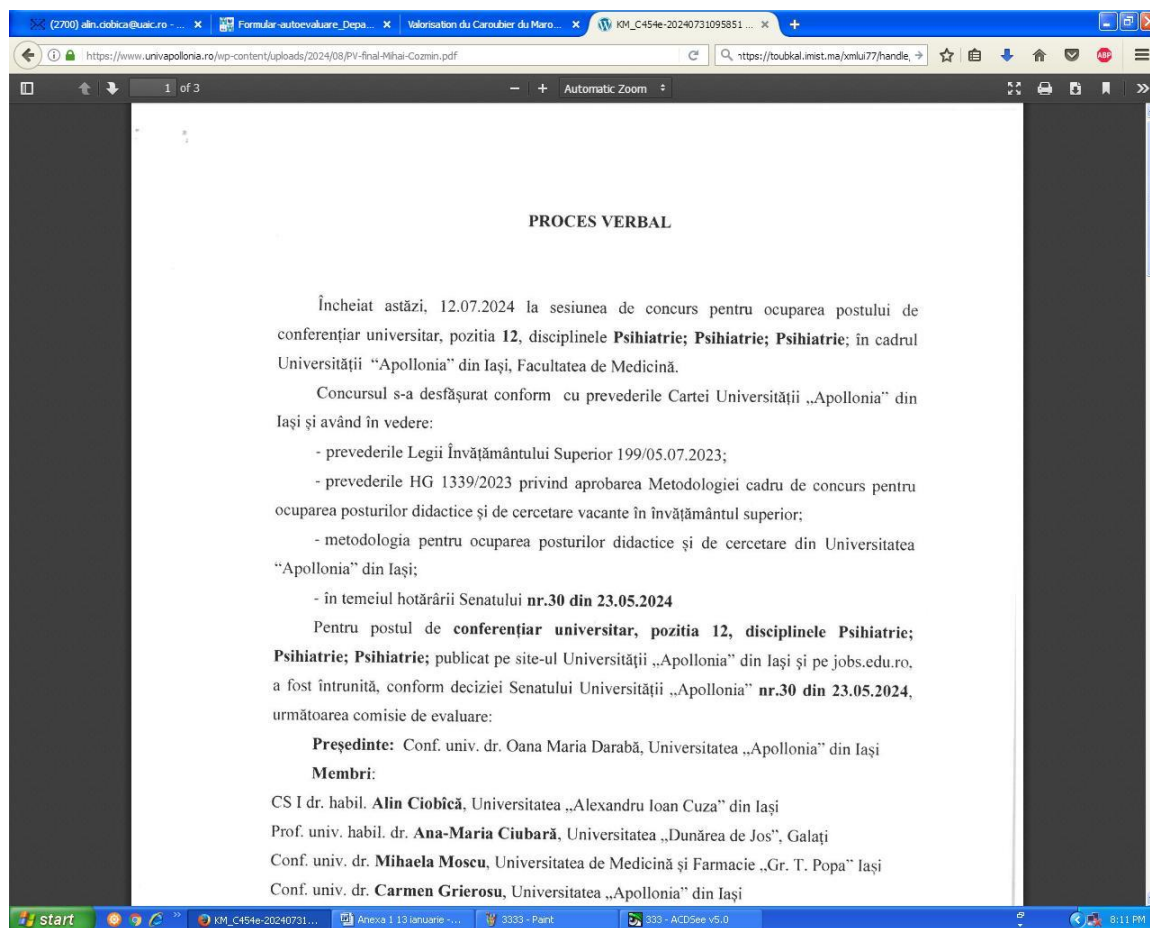 (2700) alin.ciobica@uaic.ro - ...
Formular-autoevaluare_Depa...
Valorisation du Caroubier du Maro...
KM_C454e-20240731095851 ...
https://www.univapollonia.ro/wp-content/uploads/2024/08/PV-final-Mihai-Cozmin.pdf
https://toubkal.imist.ma/xmlui77/handle,
ABP
1 of 3
Automatic Zoom
PROCES VERBAL
Încheiat astăzi, 12.07.2024 la sesiunea de concurs pentru ocuparea postului de
conferențiar universitar, pozitia 12, disciplinele Psihiatrie; Psihiatrie; Psihiatrie; în cadrul
Universității “Apollonia” din Iași, Facultatea de Medicină.
Concursul s-a desfășurat conform cu prevederile Cartei Universității „Apollonia” din
Iași și având în vedere:
- prevederile Legii Învățământului Superior 199/05.07.2023;
- prevederile HG 1339/2023 privind aprobarea Metodologiei cadru de concurs pentru
ocuparea posturilor didactice și de cercetare vacante în învățământul superior;
- metodologia pentru ocuparea posturilor didactice și de cercetare din Universitatea
“Apollonia” din Iași;
- în temeiul hotărârii Senatului nr.30 din 23.05.2024
Pentru postul de conferențiar universitar, pozitia 12, disciplinele Psihiatrie;
Psihiatrie; Psihiatrie; publicat pe site-ul Universității „Apollonia” din Iași și pe jobs.edu.ro,
a fost întrunită, conform deciziei Senatului Universității „Apollonia” nr.30 din 23.05.2024,
următoarea comisie de evaluare:
Președinte: Conf. univ. dr. Oana Maria Darabă, Universitatea „Apollonia” din Iași
Membri:
CS I dr. habil. Alin Ciobîcă, Universitatea „Alexandru Ioan Cuza” din Iași
Prof. univ. habil. dr. Ana-Maria Ciubară, Universitatea „Dunărea de Jos”, Galați
Conf. univ. dr. Mihaela Moscu, Universitatea de Medicină și Farmacie „Gr. T. Popa” Iași
Conf. univ. dr. Carmen Grierosu, Universitatea „Apollonia” din Iași
start
KM_C454e-20240731...
Anexa 1 13 ianuarie -...
3333 - Paint
333 - ACDSee v5.0
8:11 PM